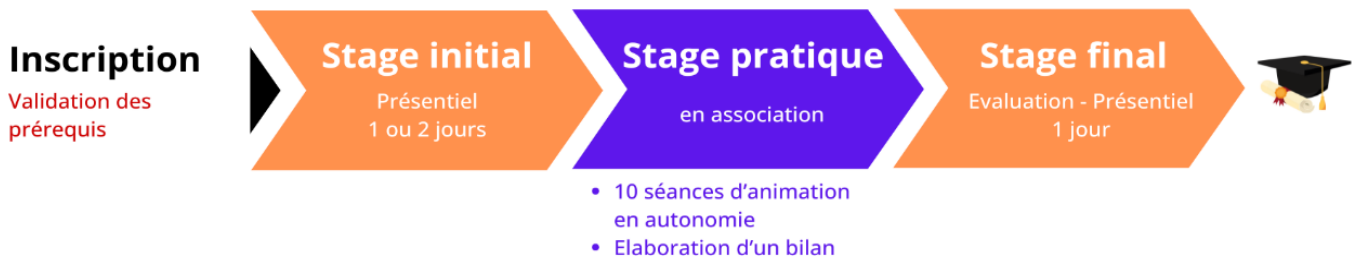 Inscription
Validation des
prérequis
Stage initial
Présentiel
1 ou 2 jours
Stage pratique
en association
• 10 séances d'animation
en autonomie
• Elaboration d'un bilan
Stage final
Evaluation - Présentiel
1 jour